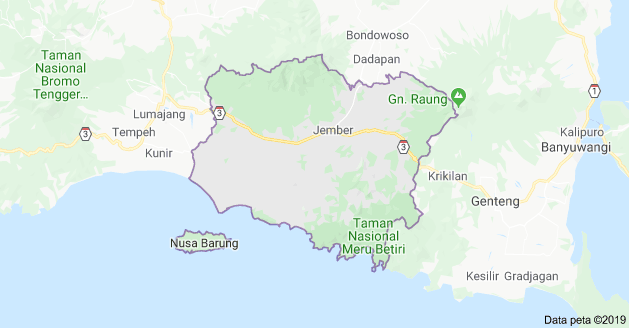 Bondowoso
Dadapan
Taman
Nasional
Bromo
Tengger...
Gn. Raung
1
Lumajang
3
Tempeh
3
Jember
Kalipuro
Kunir
3
Banyuwangi
Krikilan
Genteng
Taman
Nasional
Meru Betiri
Nusa Barung
Kesilir
Gradjagan
Data peta ©2019